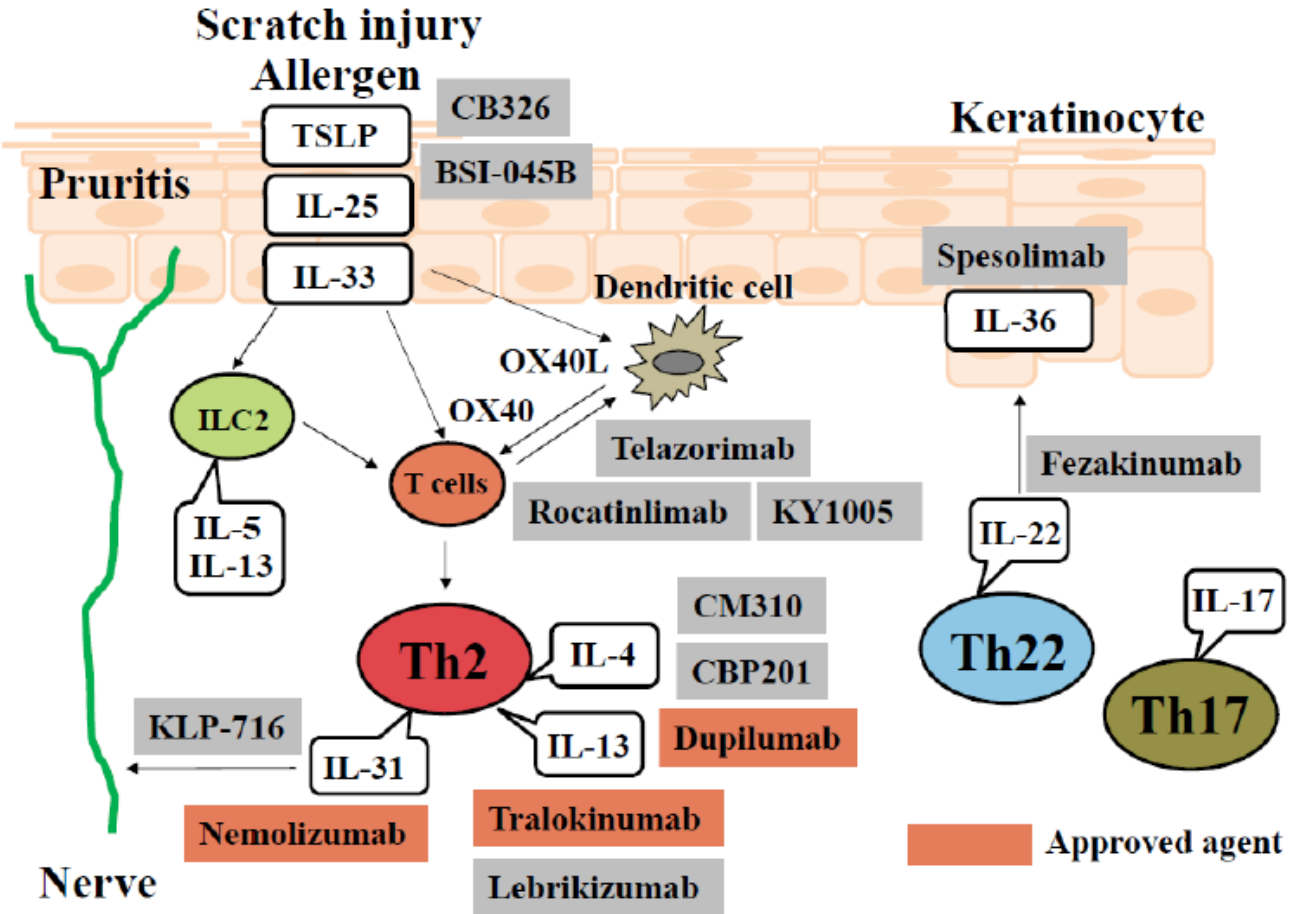 Scratch injury
Allergen
TSLP
CB326
BSI-045B
IL-25
IL-33
Pruritis
Keratinocyte
Spesolimab
IL-36
Dendritic cell
OX40L
OX40
ILC2
T cells
IL-5
IL-13
Telazorimab
Rocatinlimab
KY1005
Fezakinumab
IL-22
IL-17
Th22
Th17
Th2
IL-4
CM310
CBP201
IL-13
Dupilumab
KLP-716
IL-31
Nemolizumab
Tralokinumab
Lebrikizumab
Nerve
Approved agent